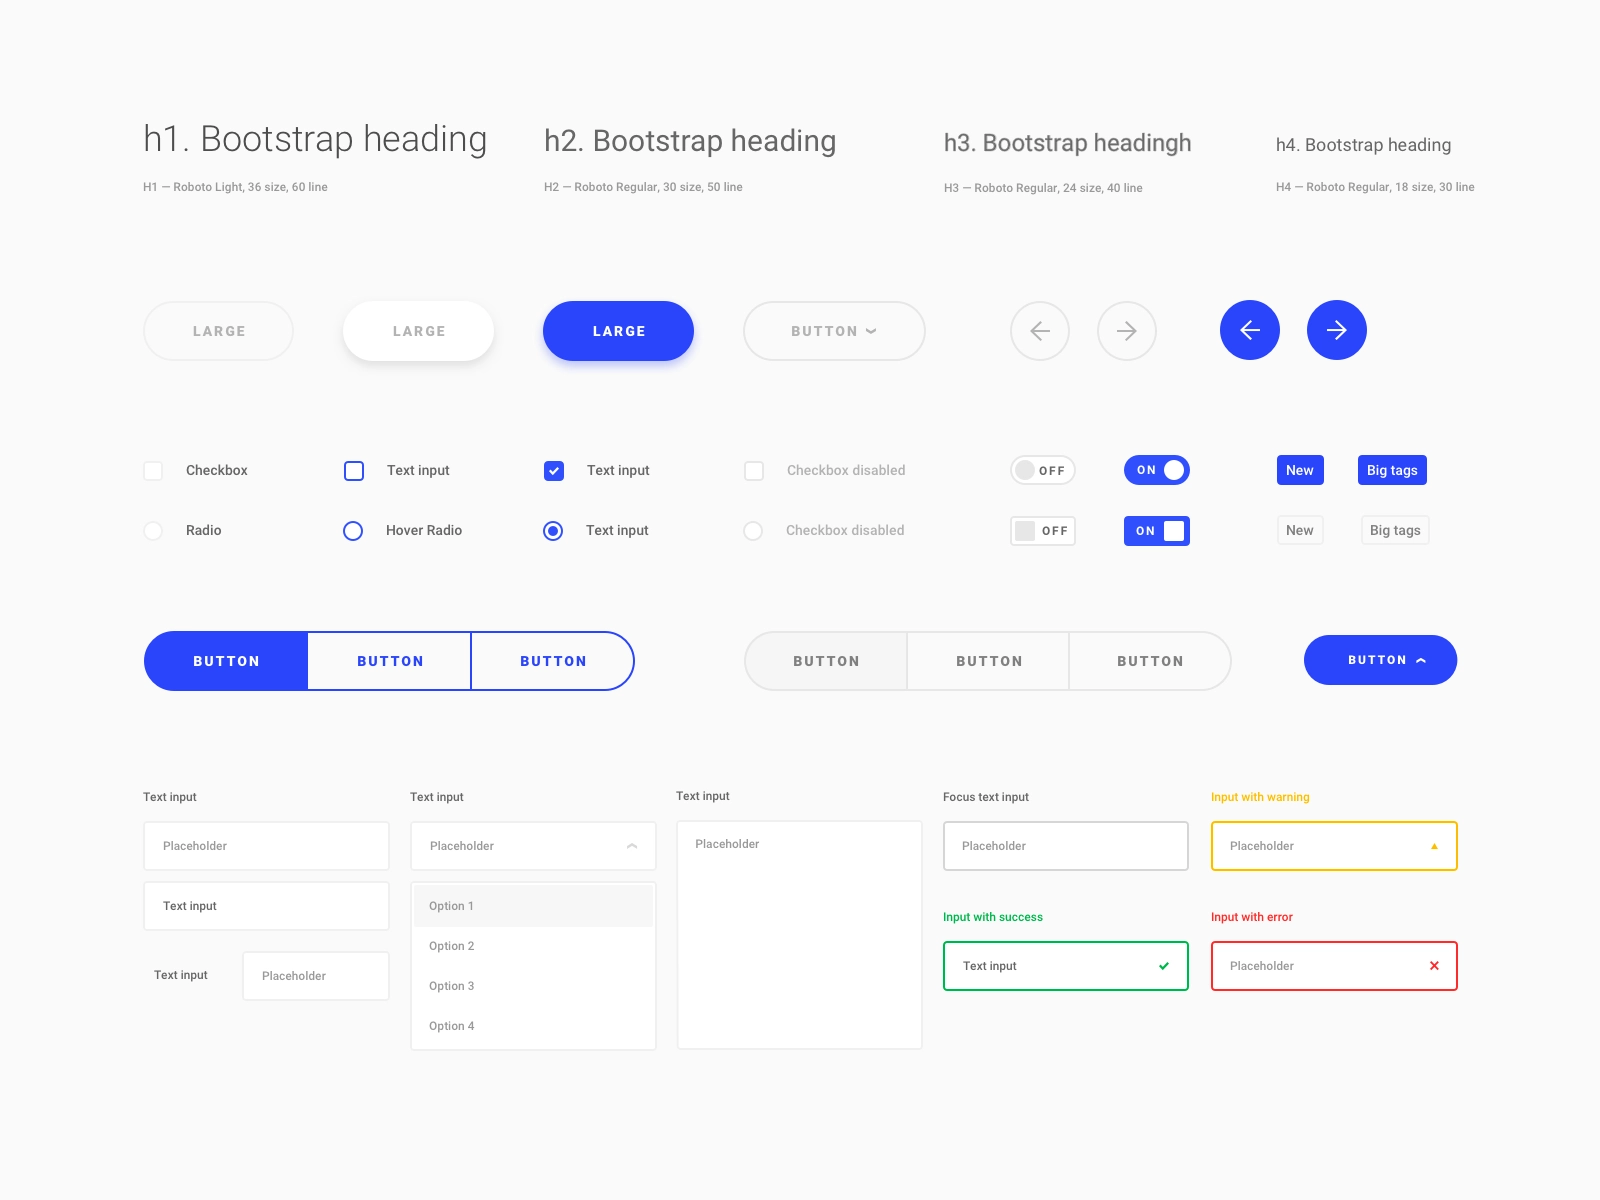 h1. Bootstrap heading
h2. Bootstrap heading
h3. Bootstrap headingh
h4. Bootstrap heading
H1 — Roboto Light, 36 size, 60 line
H2 — Roboto Regular, 30 size, 50 line
H3 — Roboto Regular, 24 size, 40 line
H4 — Roboto Regular, 18 size, 30 line
LARGE
LARGE
LARGE
BUTTON
Checkbox
Text input
Text input
Checkbox disabled
OFF
ON
New
Big tags
Radio
Hover Radio
Text input
Checkbox disabled
OFF
ON
New
Big tags
BUTTON
BUTTON
BUTTON
BUTTON
BUTTON
BUTTON
BUTTON
Text input
Placeholder
Text input
Text input
Placeholder
Text input
Placeholder
Option 1
Option 2
Option 3
Option 4
Text input
Placeholder
Focus text input
Placeholder
Input with warning
Placeholder
Input with success
Text input
Input with error
Placeholder